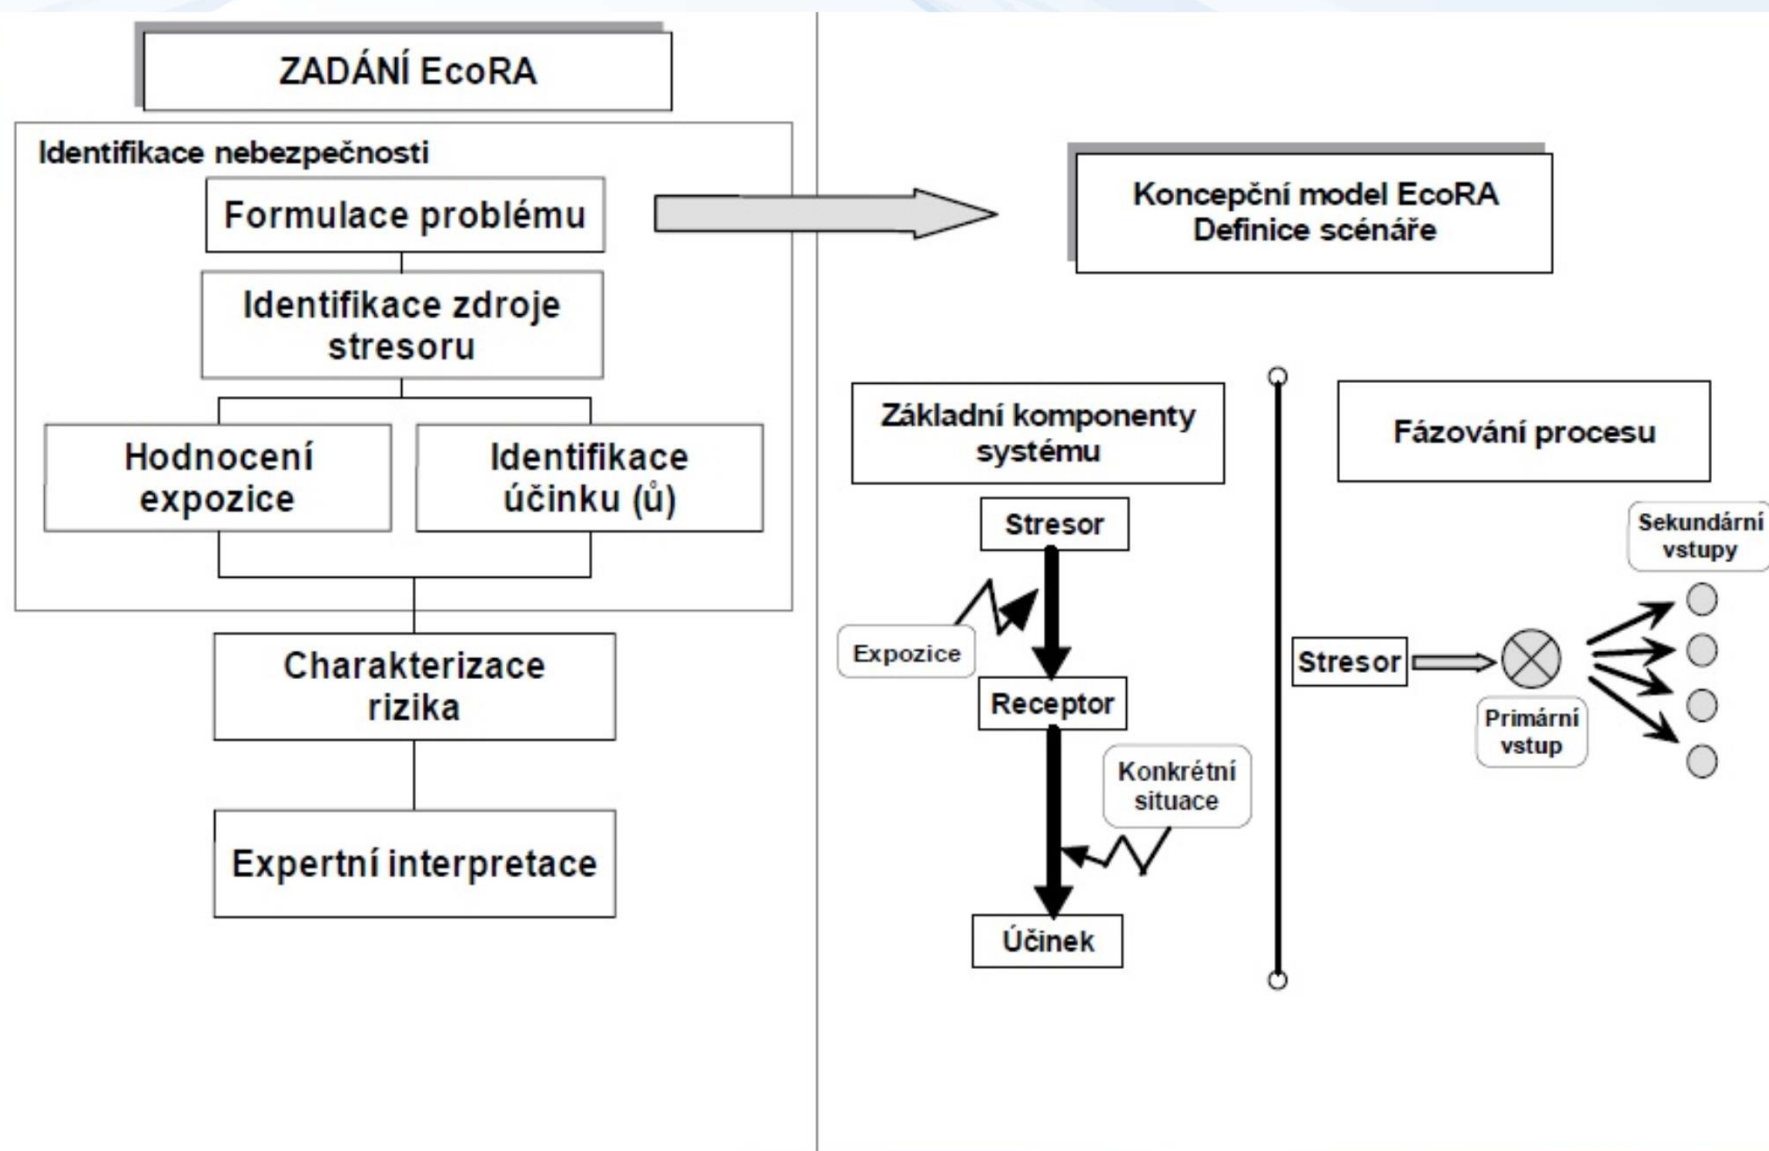 ZADÁNÍ EcoRA
Identifikace nebezpečnosti
Formulace problému
Identifikace zdroje
stresoru
Hodnocení
expozice
Identifikace
účinku (ů)
Charakterizace
rizika
Expertní interpretace
Koncepční model EcoRA
Definice scénáře
Základní komponenty
systému
Stresor
Expozice
Receptor
Konkrétní
situace
Účinek
Fázování procesu
Sekundární
vstupy
Stresor
Primární
vstup